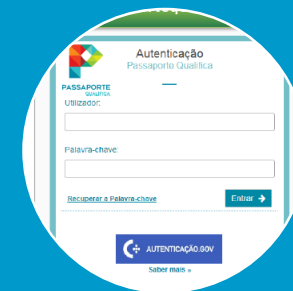 Autenticação
Passaporte Qualifica
PASSAPORTE
QUALIFICA
Utilizador:
Palavra-chave:
Recuperar a Palavra-chave
Entrar →
AUTENTICAÇÃO.GOV
Saber mais »